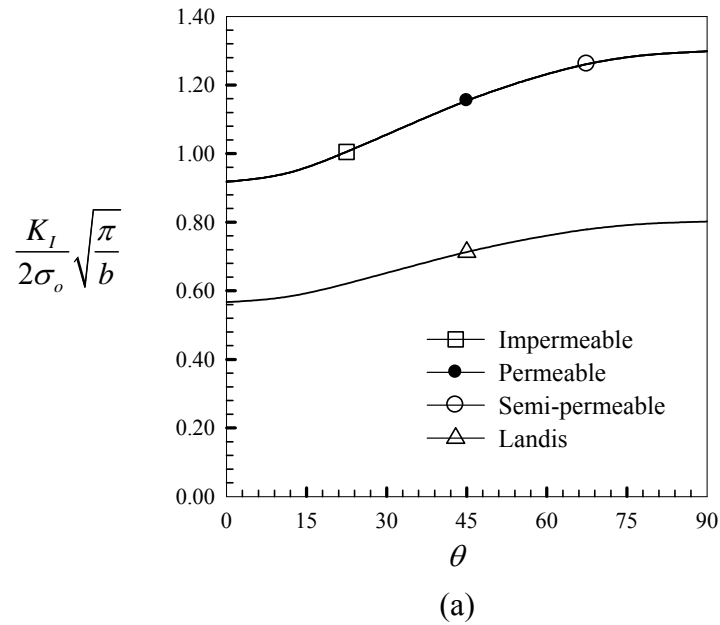 1.40
1.20
1.00
0.80
0.60
0.40
0.20
0.00
K_I / 2σ_o √(π / b)
Impermeable
Permeable
Semi-permeable
Landis
0 15 30 45 60 75 90
θ
(a)